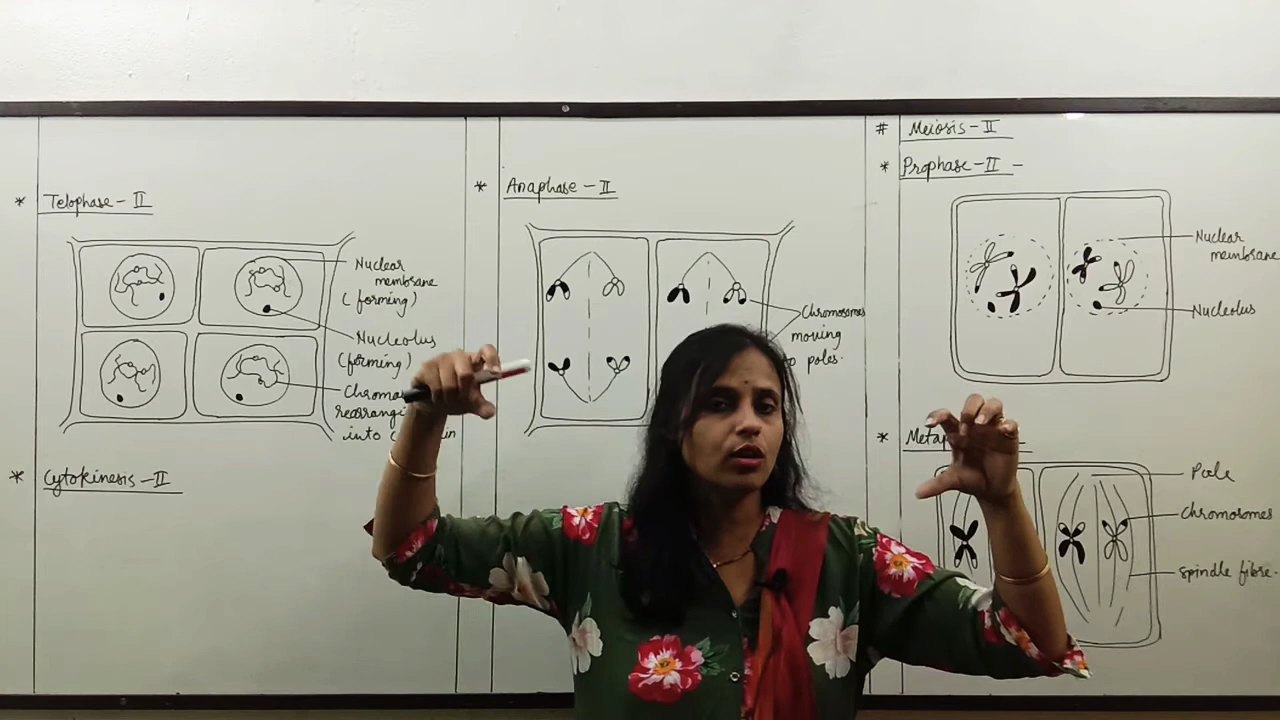 * Telophase - II
Nuclear
membrane
(forming)
Nucleolus
(forming)
rearrangi
into
* Cytokinesis - II
* Anaphase - II
Chromosomes
moving
poles.
# Meiosis - II
* Prophase - II -
Nuclear
membrane
Nucleolus
*
Pole
Chromosomes
spindle fibre.